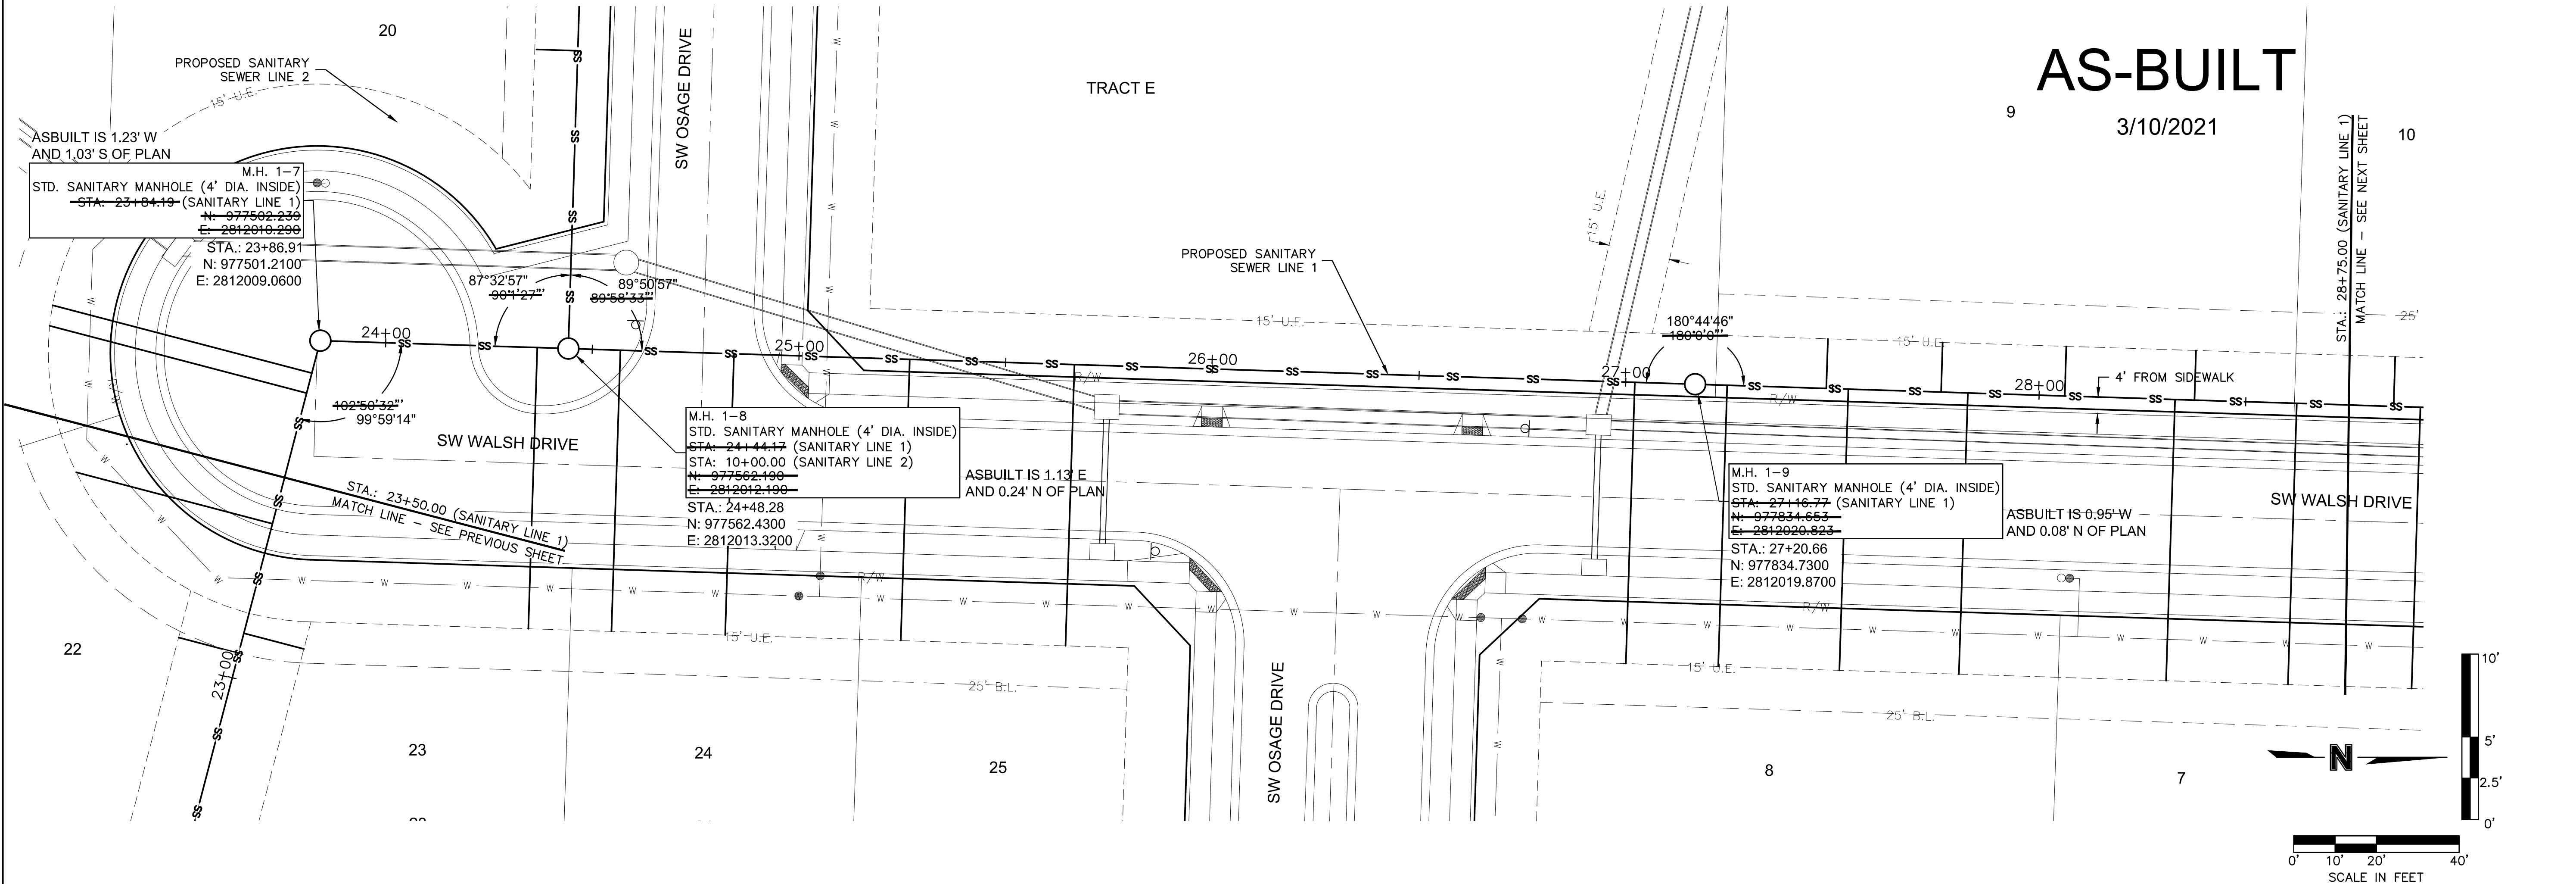 20
PROPOSED SANITARY
SEWER LINE 2
15' U.E.
SW OSAGE DRIVE
TRACT E
AS-BUILT
3/10/2021
9
10
STA.: 28+75.00 (SANITARY LINE 1)
MATCH LINE - SEE NEXT SHEET
ASBUILT IS 1.23' W
AND 1.03' S OF PLAN
M.H. 1-7
STD. SANITARY MANHOLE (4' DIA. INSIDE)
STA: 23+84.19 (SANITARY LINE 1)
N: 977502.239
E: 2812010.290
STA.: 23+86.91
N: 977501.2100
E: 2812009.0600
87°32'57"
90°1'27"'
89°50'57"
89°58'33"'
PROPOSED SANITARY
SEWER LINE 1
15' U.E.
15' U.E.
180°44'46"
180°0'0"'
25'
15' U.E.
24+00
25+00
26+00
27+00
28+00
4' FROM SIDEWALK
R/W
R/W
R/W
102°50'32"'
99°59'14"
SW WALSH DRIVE
M.H. 1-8
STD. SANITARY MANHOLE (4' DIA. INSIDE)
STA: 24+44.17 (SANITARY LINE 1)
STA: 10+00.00 (SANITARY LINE 2)
N: 977562.190
E: 2812012.190
STA.: 24+48.28
N: 977562.4300
E: 2812013.3200
ASBUILT IS 1.13' E
AND 0.24' N OF PLAN
M.H. 1-9
STD. SANITARY MANHOLE (4' DIA. INSIDE)
STA: 27+16.77 (SANITARY LINE 1)
N: 977834.653
E: 2812020.823
STA.: 27+20.66
N: 977834.7300
E: 2812019.8700
ASBUILT IS 0.95' W
AND 0.08' N OF PLAN
SW WALSH DRIVE
STA.: 23+50.00 (SANITARY LINE 1)
MATCH LINE - SEE PREVIOUS SHEET
R/W
R/W
22
23+00
15' U.E.
25' B.L.
15' U.E.
25' B.L.
SW OSAGE DRIVE
23
24
25
8
7
N
10'
5'
2.5'
0'
0' 10' 20' 40'
SCALE IN FEET